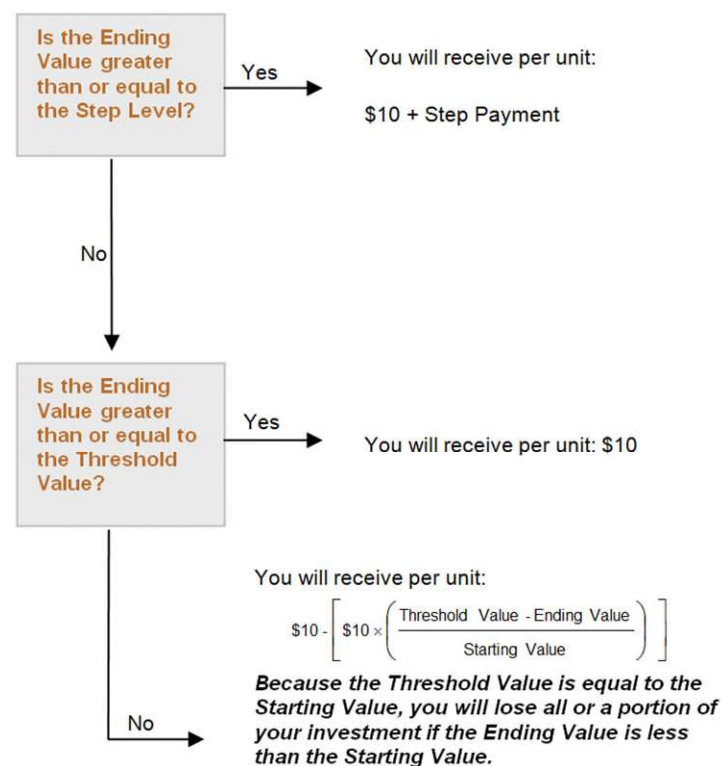 Is the Ending
Value greater
than or equal to
the Step Level?
Yes
You will receive per unit:
$10 + Step Payment
No
Is the Ending
Value greater
than or equal to
the Threshold
Value?
Yes
You will receive per unit: $10
No
You will receive per unit:
$10 - [ $10 × ( Threshold Value - Ending Value / Starting Value ) ]
Because the Threshold Value is equal to the
Starting Value, you will lose all or a portion of
your investment if the Ending Value is less
than the Starting Value.